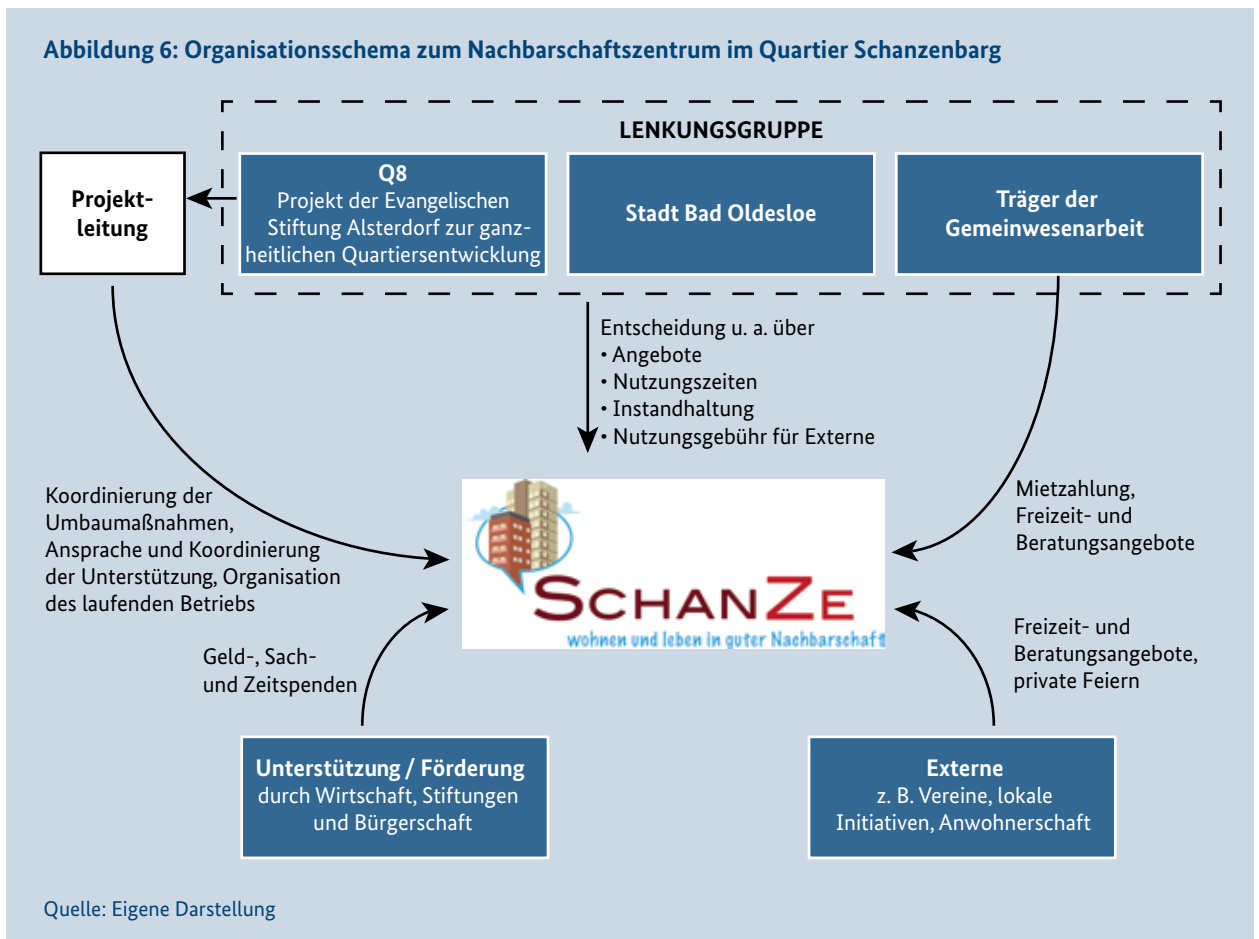 Abbildung 6: Organisationsschema zum Nachbarschaftszentrum im Quartier Schanzenbarg
LENKUNGSGRUPPE
Projekt-
leitung
Q8
Projekt der Evangelischen
Stiftung Alsterdorf zur ganz-
heitlichen Quartiersentwicklung
Stadt Bad Oldesloe
Träger der
Gemeinwesenarbeit
Entscheidung u. a. über
• Angebote
• Nutzungszeiten
• Instandhaltung
• Nutzungsgebühr für Externe
Koordinierung der
Umbaumaßnahmen,
Ansprache und Koordinierung
der Unterstützung, Organisation
des laufenden Betriebs
SCHANZE
wohnen und leben in guter Nachbarschaft
Mietzahlung,
Freizeit- und
Beratungsangebote
Geld-, Sach-
und Zeitspenden
Freizeit- und
Beratungsangebote,
private Feiern
Unterstützung / Förderung
durch Wirtschaft, Stiftungen
und Bürgerschaft
Externe
z. B. Vereine, lokale
Initiativen, Anwohnerschaft
Quelle: Eigene Darstellung